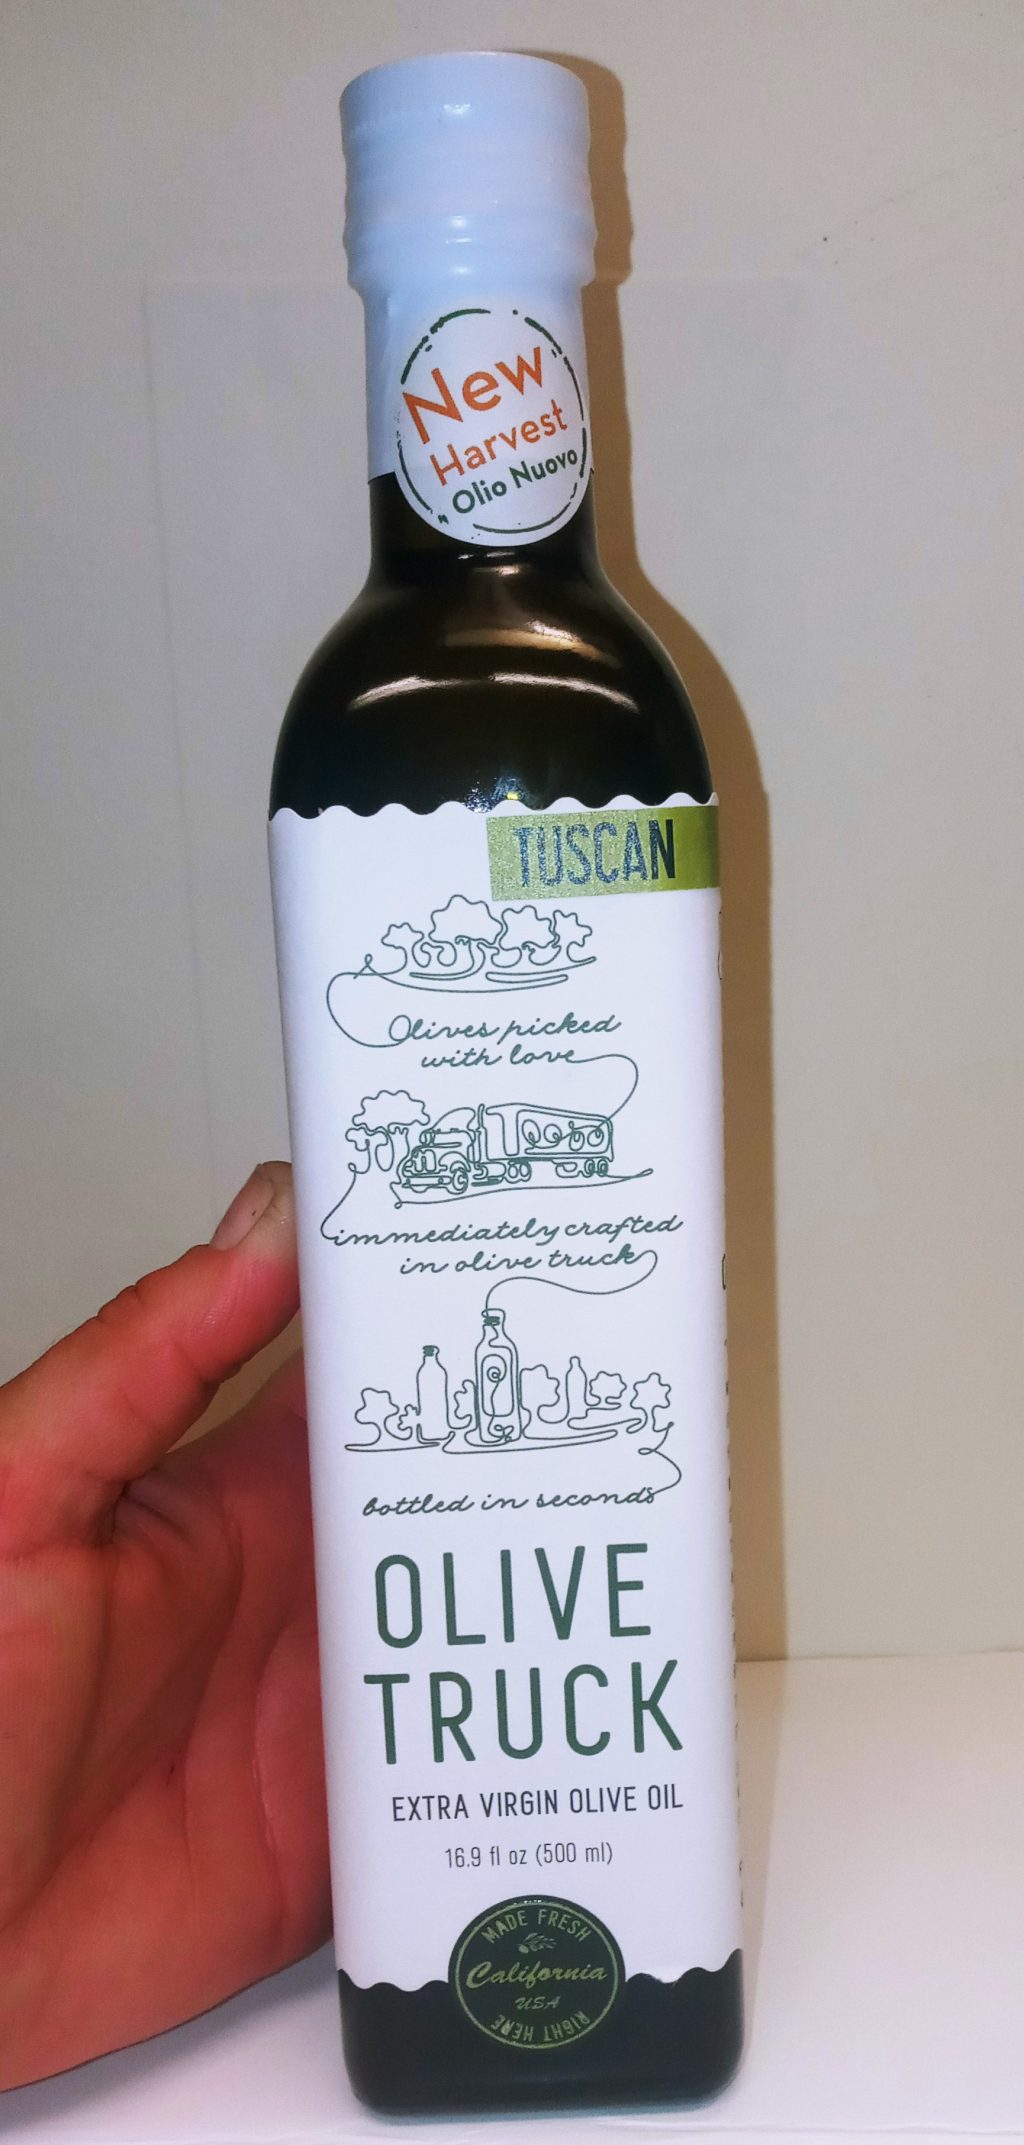 New
Harvest
Olio Nuovo
TUSCAN
Olives picked
with love
immediately crafted
in olive truck
bottled in seconds
OLIVE
TRUCK
EXTRA VIRGIN OLIVE OIL
16.9 fl oz (500 ml)
MADE FRESH
California
USA
RIGHT HERE